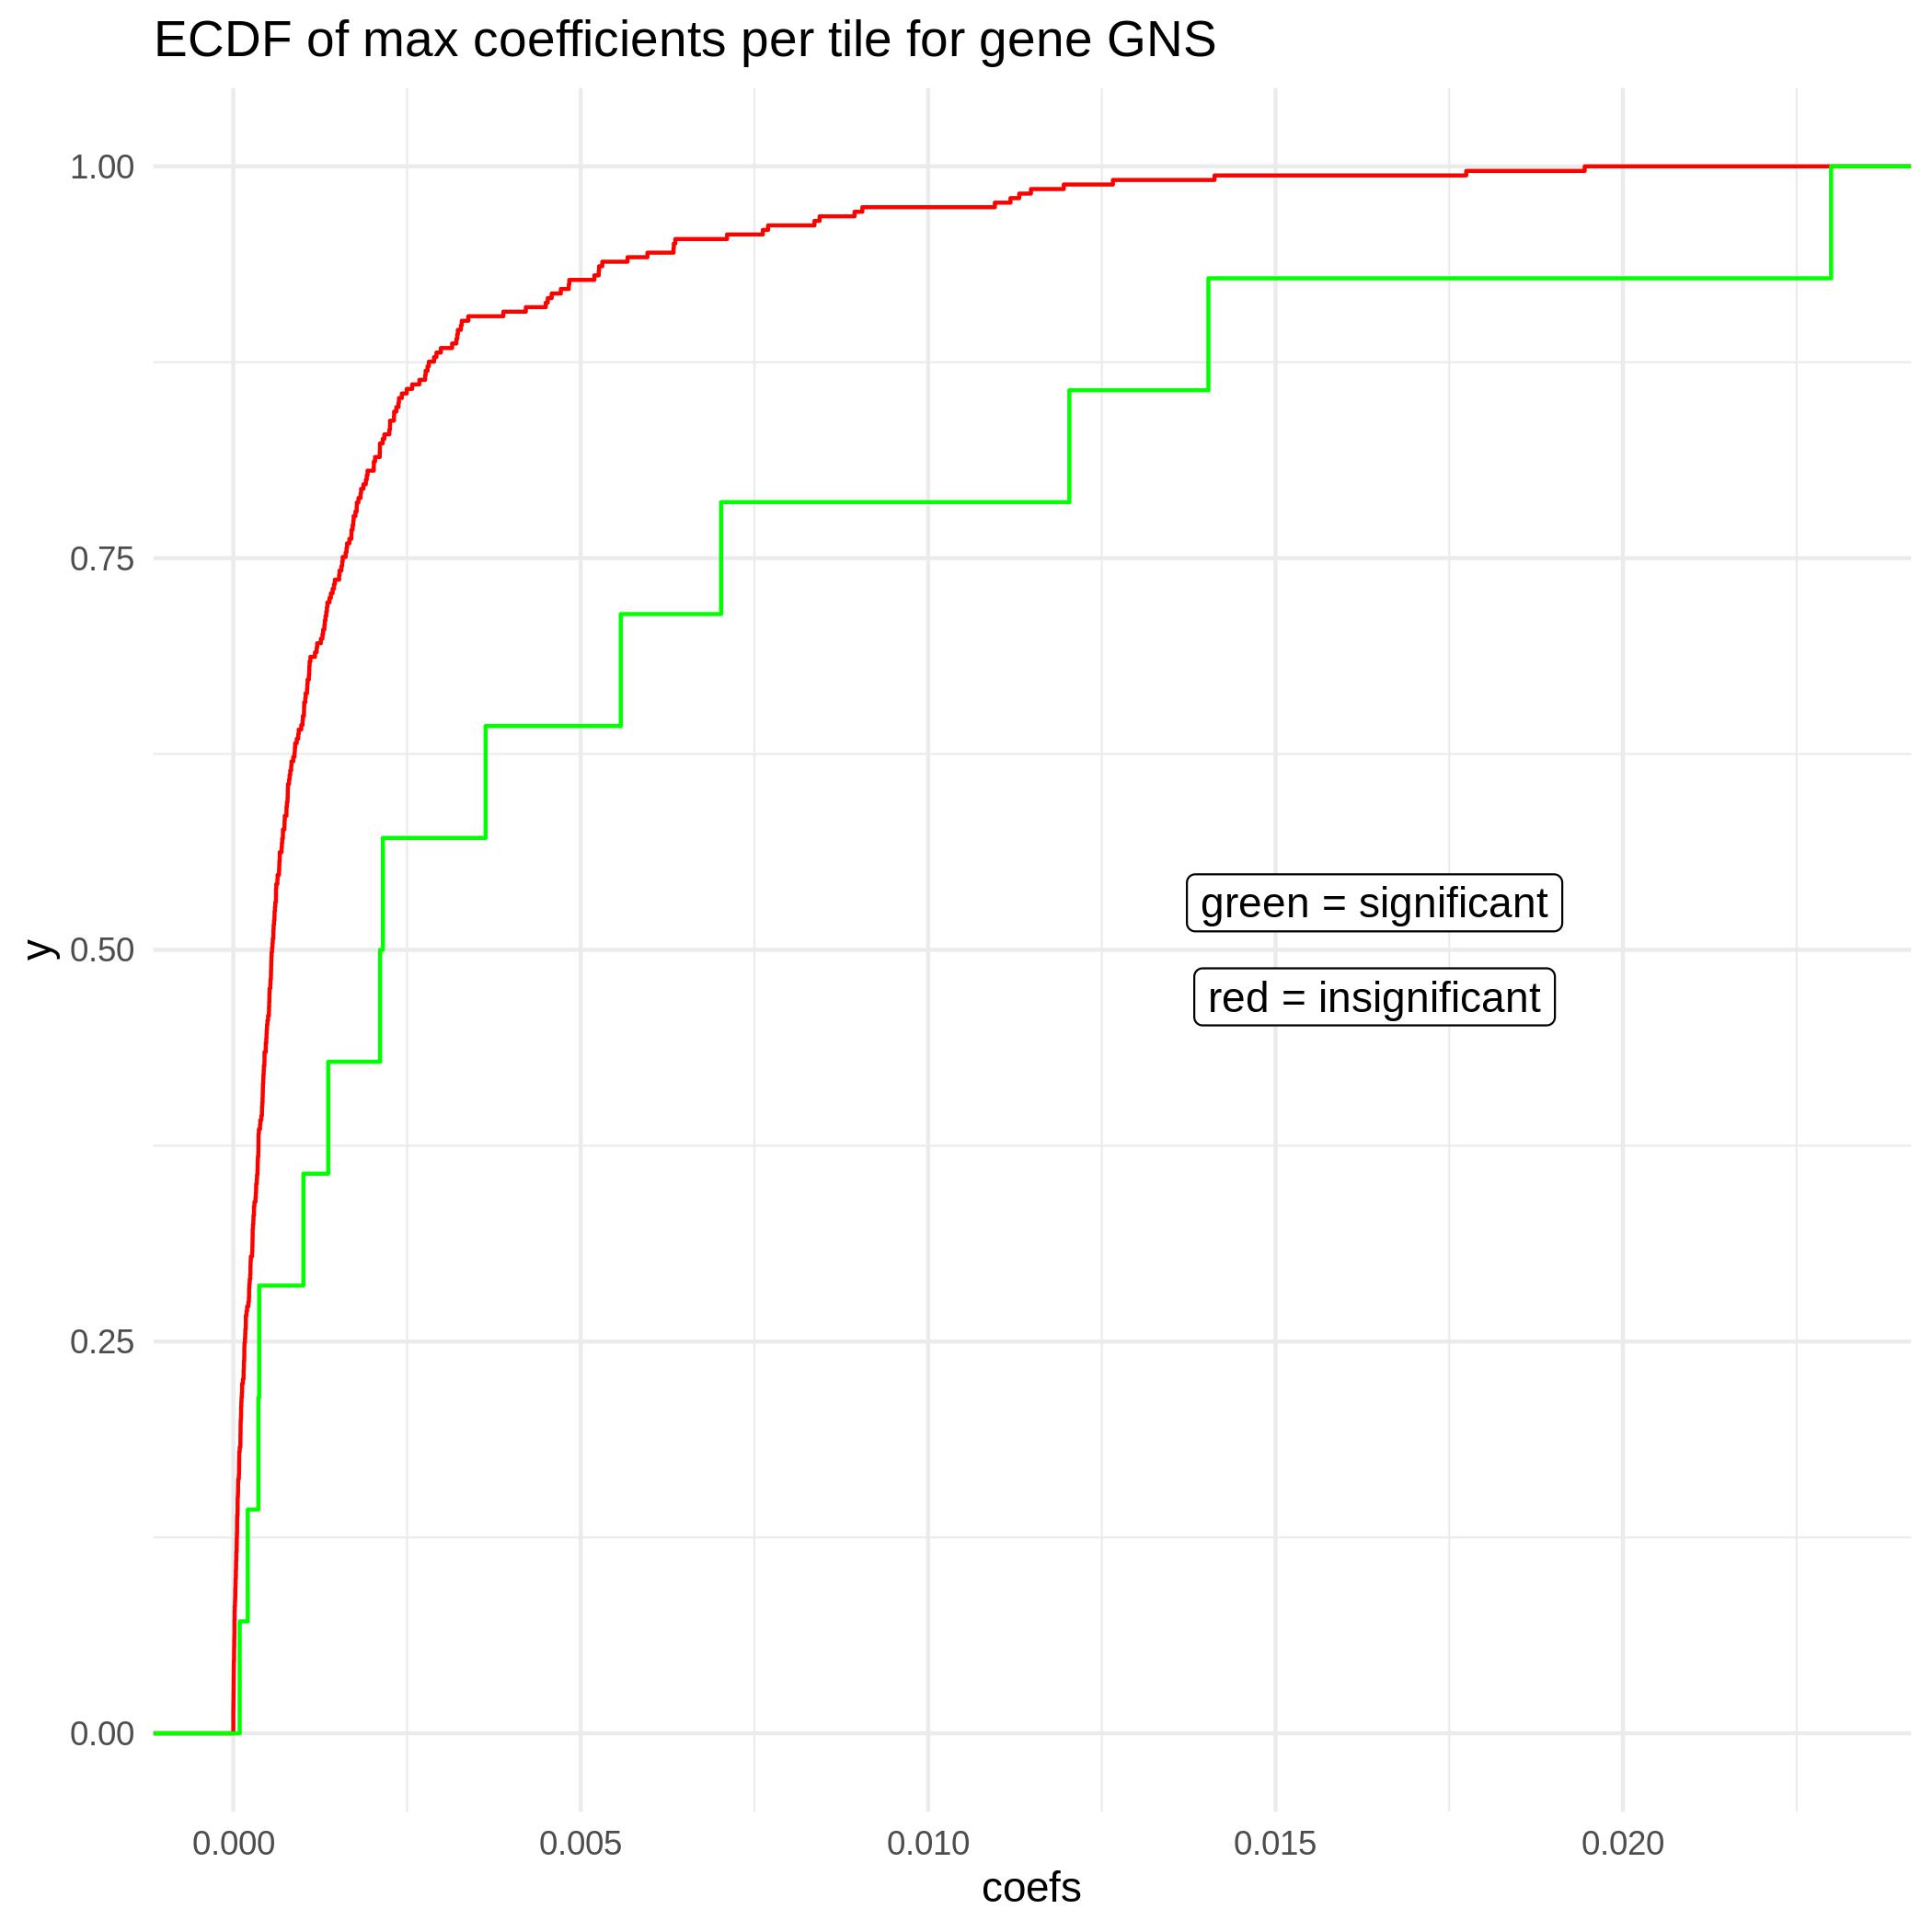 ECDF of max coefficients per tile for gene GNS
1.00
0.75
0.50
0.25
0.00
y
green = significant
red = insignificant
0.000 0.005 0.010 0.015 0.020
coefs